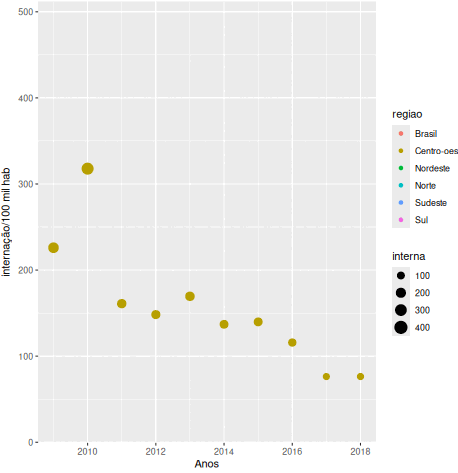 500
400
300
200
100
0
internação/100 mil hab
2010 2012 2014 2016 2018
Anos
regiao
Brasil
Centro-oes
Nordeste
Norte
Sudeste
Sul
interna
100
200
300
400